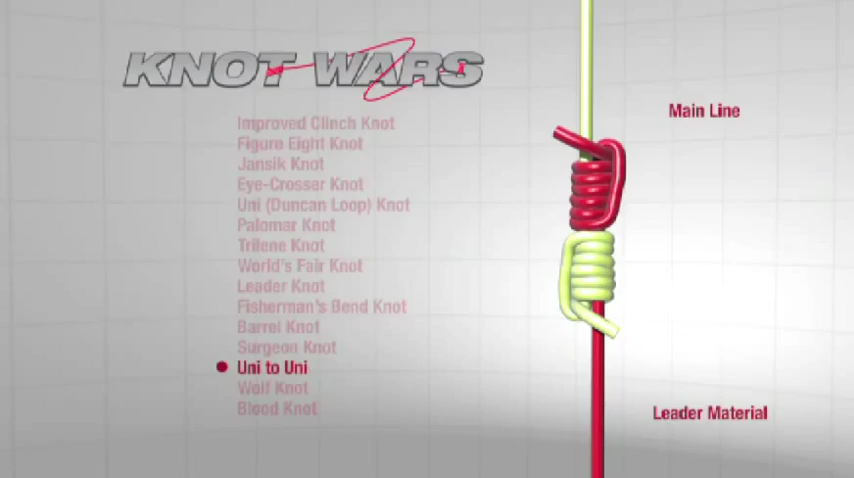 KNOT WARS
Improved Clinch Knot
Figure Eight Knot
Jansik Knot
Eye-Crosser Knot
Uni (Duncan Loop) Knot
Palomar Knot
Trilene Knot
World's Fair Knot
Leader Knot
Fisherman's Bend Knot
Barrel Knot
Surgeon Knot
Uni to Uni
Wolf Knot
Blood Knot
Main Line
Leader Material